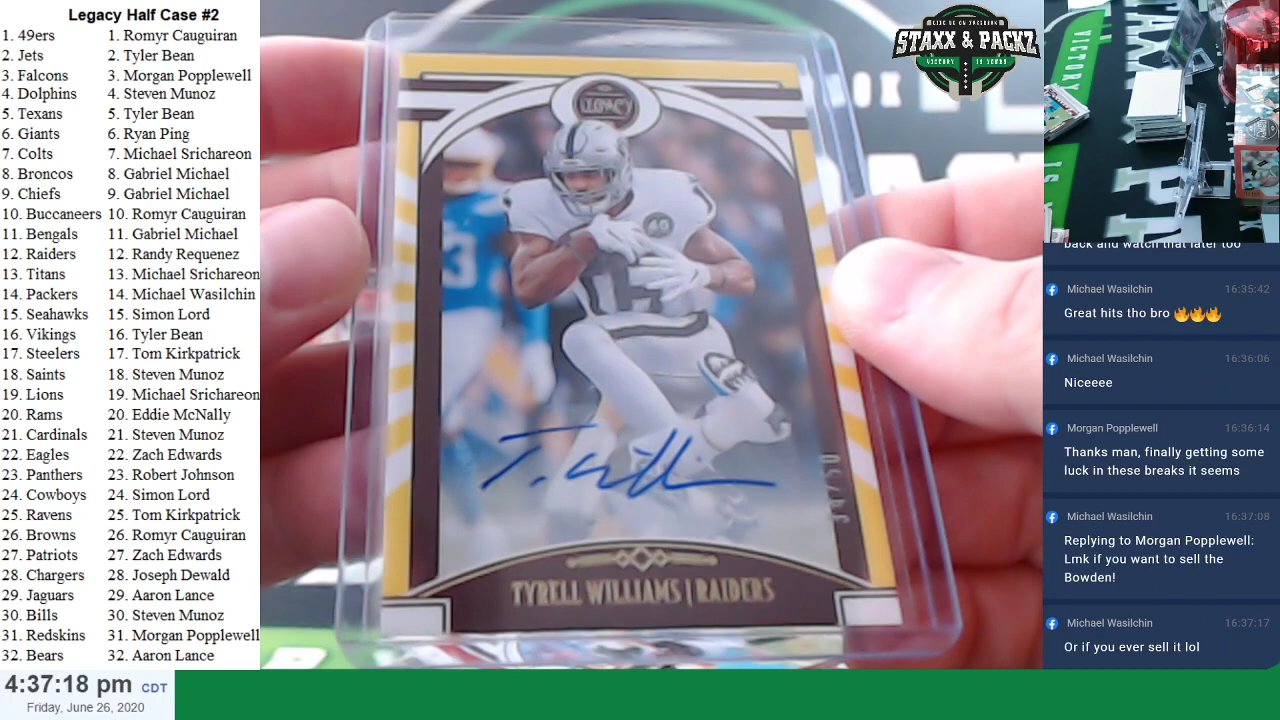 Legacy Half Case #2
1. 49ers 1. Romyr Cauguiran
2. Jets 2. Tyler Bean
3. Falcons 3. Morgan Popplewell
4. Dolphins 4. Steven Munoz
5. Texans 5. Tyler Bean
6. Giants 6. Ryan Ping
7. Colts 7. Michael Srichareon
8. Broncos 8. Gabriel Michael
9. Chiefs 9. Gabriel Michael
10. Buccaneers 10. Romyr Cauguiran
11. Bengals 11. Gabriel Michael
12. Raiders 12. Randy Requenez
13. Titans 13. Michael Srichareon
14. Packers 14. Michael Wasilchin
15. Seahawks 15. Simon Lord
16. Vikings 16. Tyler Bean
17. Steelers 17. Tom Kirkpatrick
18. Saints 18. Steven Munoz
19. Lions 19. Michael Srichareon
20. Rams 20. Eddie McNally
21. Cardinals 21. Steven Munoz
22. Eagles 22. Zach Edwards
23. Panthers 23. Robert Johnson
24. Cowboys 24. Simon Lord
25. Ravens 25. Tom Kirkpatrick
26. Browns 26. Romyr Cauguiran
27. Patriots 27. Zach Edwards
28. Chargers 28. Joseph Dewald
29. Jaguars 29. Aaron Lance
30. Bills 30. Steven Munoz
31. Redskins 31. Morgan Popplewell
32. Bears 32. Aaron Lance
4:37:18 pm CDT
Friday, June 26, 2020
LEGACY
TYRELL WILLIAMS | RAIDERS
STAXX & PACKZ
VICTORY IS YOURS
VICTORY
back and watch that later too
Michael Wasilchin 16:35:42
Great hits tho bro 🔥🔥🔥
Michael Wasilchin 16:36:06
Niceeee
Morgan Popplewell 16:36:14
Thanks man, finally getting some
luck in these breaks it seems
Michael Wasilchin 16:37:08
Replying to Morgan Popplewell:
Lmk if you want to sell the
Bowden!
Michael Wasilchin 16:37:17
Or if you ever sell it lol